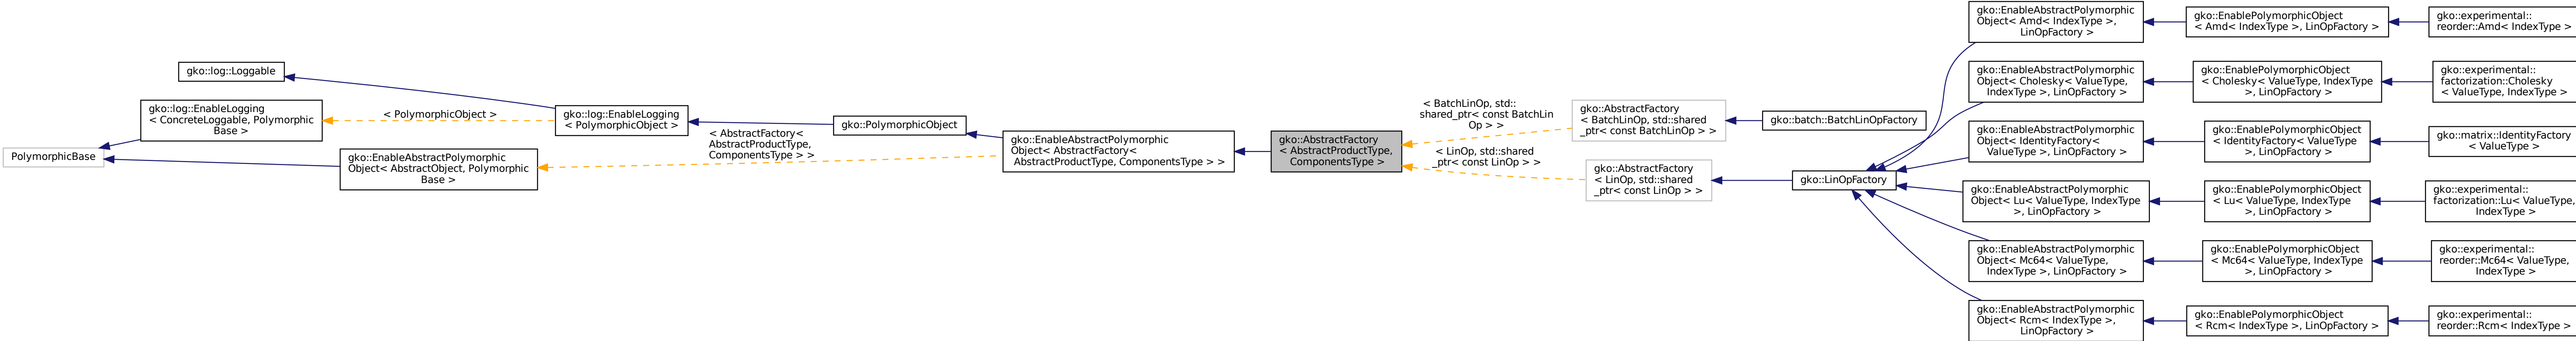 PolymorphicBase
gko::log::Loggable
gko::log::EnableLogging
< ConcreteLoggable, Polymorphic
Base >
gko::EnableAbstractPolymorphic
Object< AbstractObject, Polymorphic
Base >
< PolymorphicObject >
gko::log::EnableLogging
< PolymorphicObject >
< AbstractFactory<
AbstractProductType,
ComponentsType > >
gko::PolymorphicObject
gko::EnableAbstractPolymorphic
Object< AbstractFactory<
AbstractProductType, ComponentsType > >
gko::AbstractFactory
< AbstractProductType,
ComponentsType >
< BatchLinOp, std::
shared_ptr< const BatchLin
Op > >
< LinOp, std::shared
_ptr< const LinOp > >
gko::AbstractFactory
< BatchLinOp, std::shared
_ptr< const BatchLinOp > >
gko::AbstractFactory
< LinOp, std::shared
_ptr< const LinOp > >
gko::batch::BatchLinOpFactory
gko::LinOpFactory
gko::EnableAbstractPolymorphic
Object< Amd< IndexType >,
LinOpFactory >
gko::EnablePolymorphicObject
< Amd< IndexType >, LinOpFactory >
gko::experimental::
reorder::Amd< IndexType >
gko::EnableAbstractPolymorphic
Object< Cholesky< ValueType,
IndexType >, LinOpFactory >
gko::EnablePolymorphicObject
< Cholesky< ValueType, IndexType
>, LinOpFactory >
gko::experimental::
factorization::Cholesky
< ValueType, IndexType >
gko::EnableAbstractPolymorphic
Object< IdentityFactory<
ValueType >, LinOpFactory >
gko::EnablePolymorphicObject
< IdentityFactory< ValueType
>, LinOpFactory >
gko::matrix::IdentityFactory
< ValueType >
gko::EnableAbstractPolymorphic
Object< Lu< ValueType, IndexType
>, LinOpFactory >
gko::EnablePolymorphicObject
< Lu< ValueType, IndexType
>, LinOpFactory >
gko::experimental::
factorization::Lu< ValueType,
IndexType >
gko::EnableAbstractPolymorphic
Object< Mc64< ValueType,
IndexType >, LinOpFactory >
gko::EnablePolymorphicObject
< Mc64< ValueType, IndexType
>, LinOpFactory >
gko::experimental::
reorder::Mc64< ValueType,
IndexType >
gko::EnableAbstractPolymorphic
Object< Rcm< IndexType >,
LinOpFactory >
gko::EnablePolymorphicObject
< Rcm< IndexType >, LinOpFactory >
gko::experimental::
reorder::Rcm< IndexType >